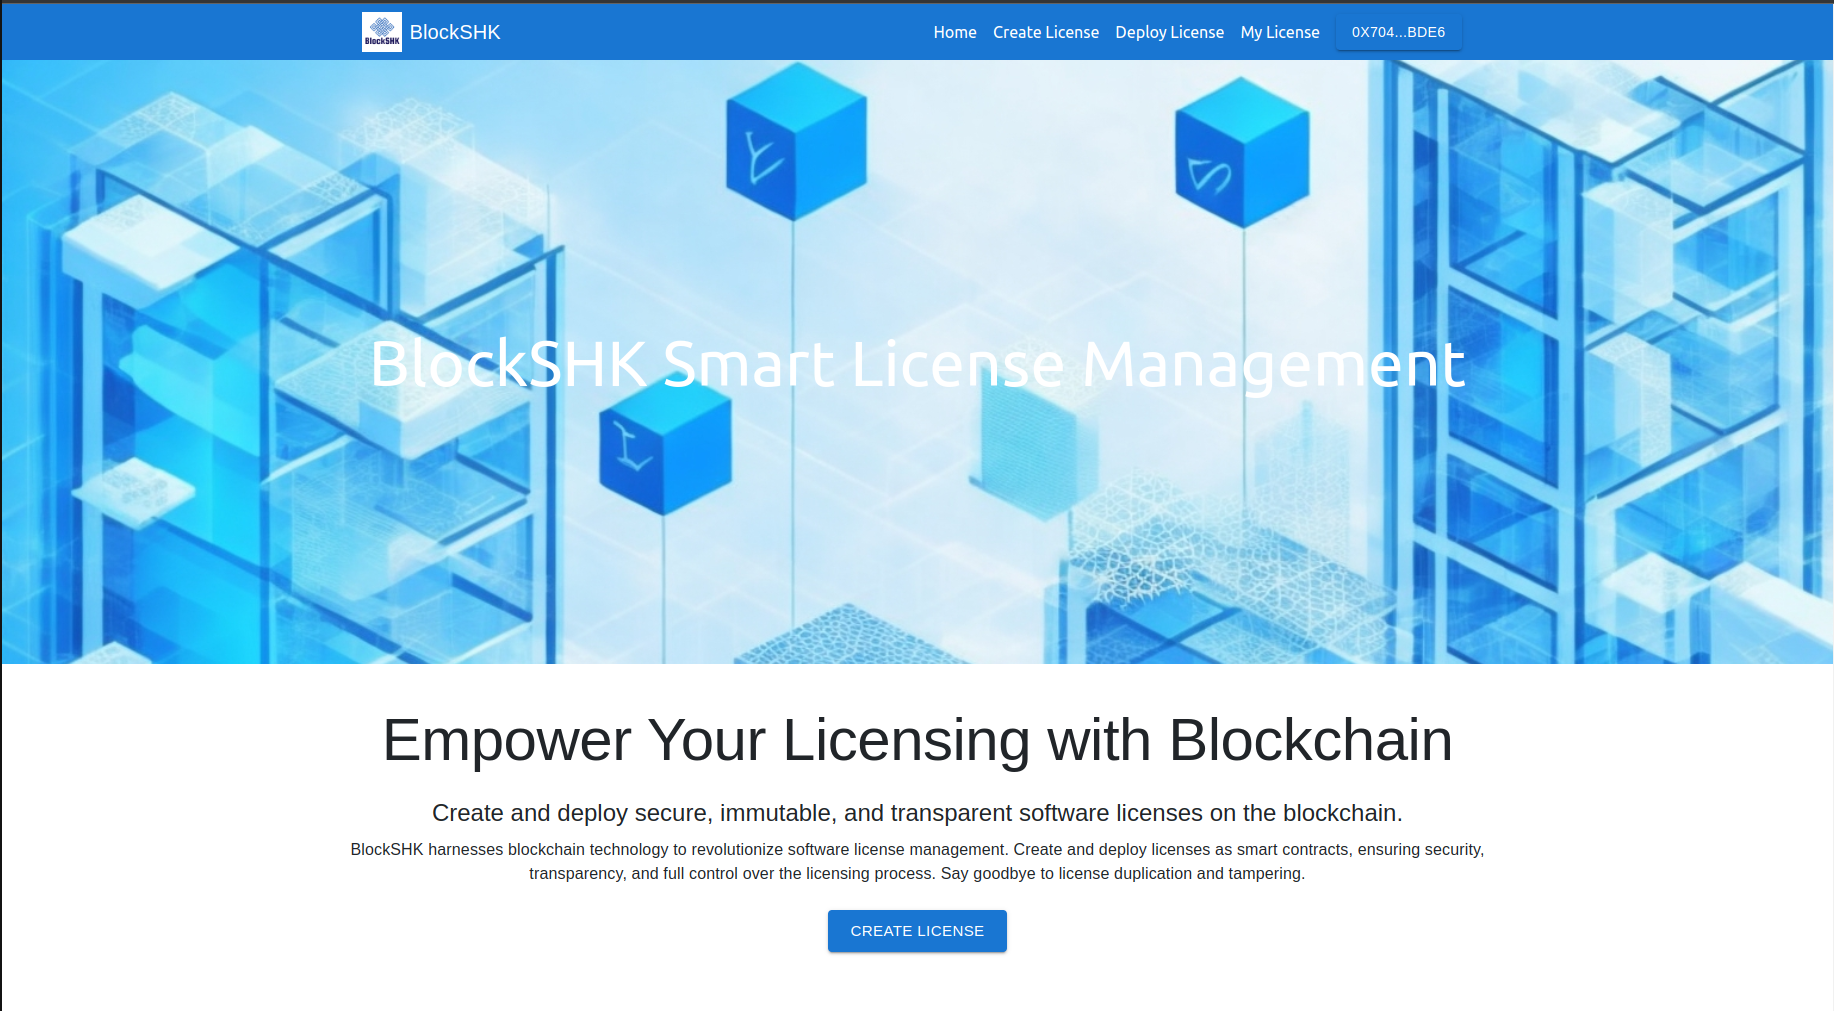 BlockSHK BlockSHK Home Create License Deploy License My License 0X704...BDE6
BlockSHK Smart License Management
Empower Your Licensing with Blockchain
Create and deploy secure, immutable, and transparent software licenses on the blockchain.
BlockSHK harnesses blockchain technology to revolutionize software license management. Create and deploy licenses as smart contracts, ensuring security,
transparency, and full control over the licensing process. Say goodbye to license duplication and tampering.
CREATE LICENSE